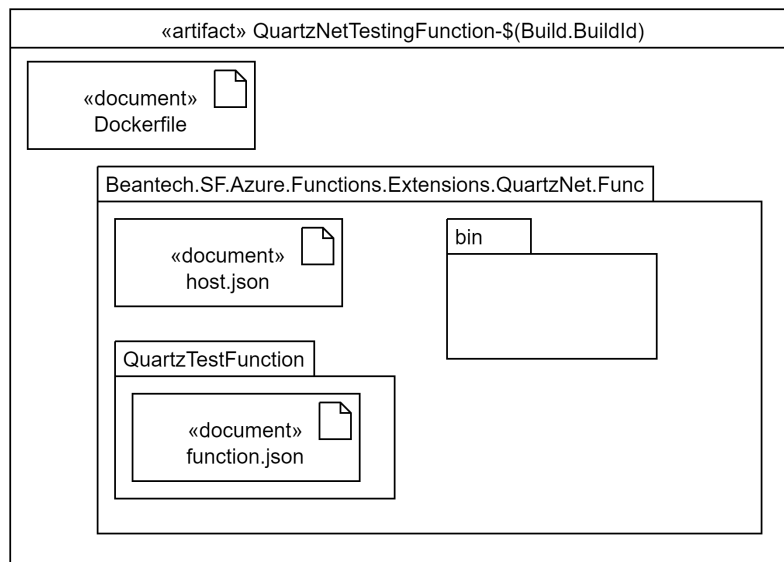 «artifact» QuartzNetTestingFunction-$(Build.BuildId)
«document»
Dockerfile
Beantech.SF.Azure.Functions.Extensions.QuartzNet.Func
«document»
host.json
bin
QuartzTestFunction
«document»
function.json